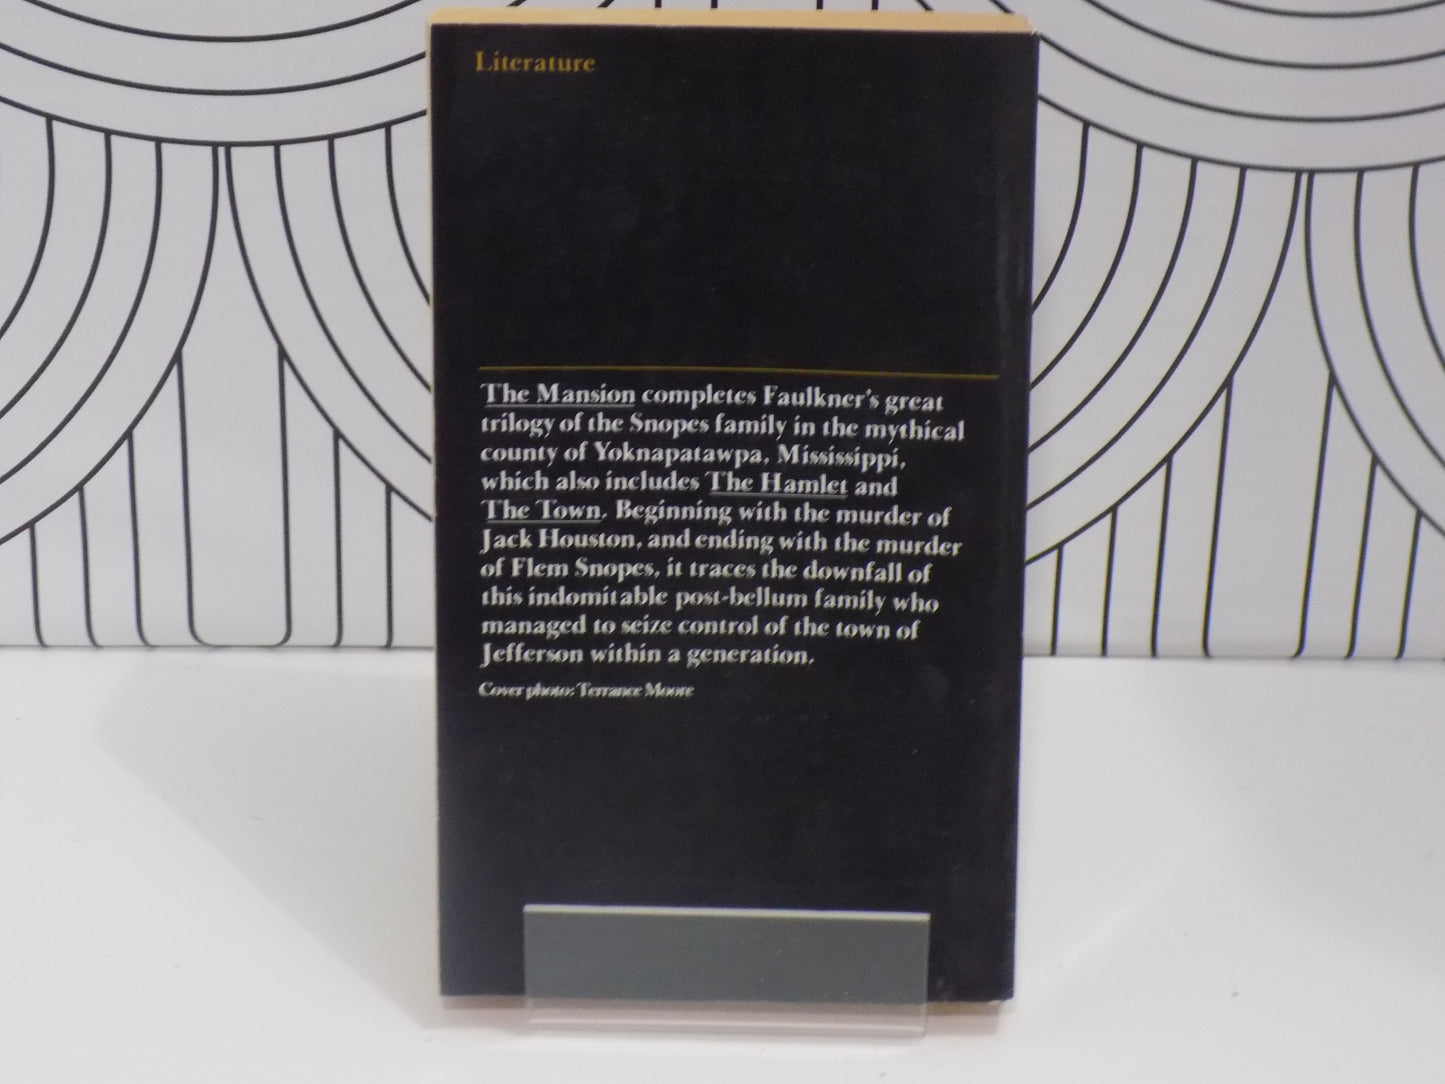 Literature
The Mansion completes Faulkner's great
trilogy of the Snopes family in the mythical
county of Yoknapatawpa, Mississippi,
which also includes The Hamlet and
The Town. Beginning with the murder of
Jack Houston, and ending with the murder
of Flem Snopes, it traces the downfall of
this indomitable post-bellum family who
managed to seize control of the town of
Jefferson within a generation.
Cover photo: Terrance Moore